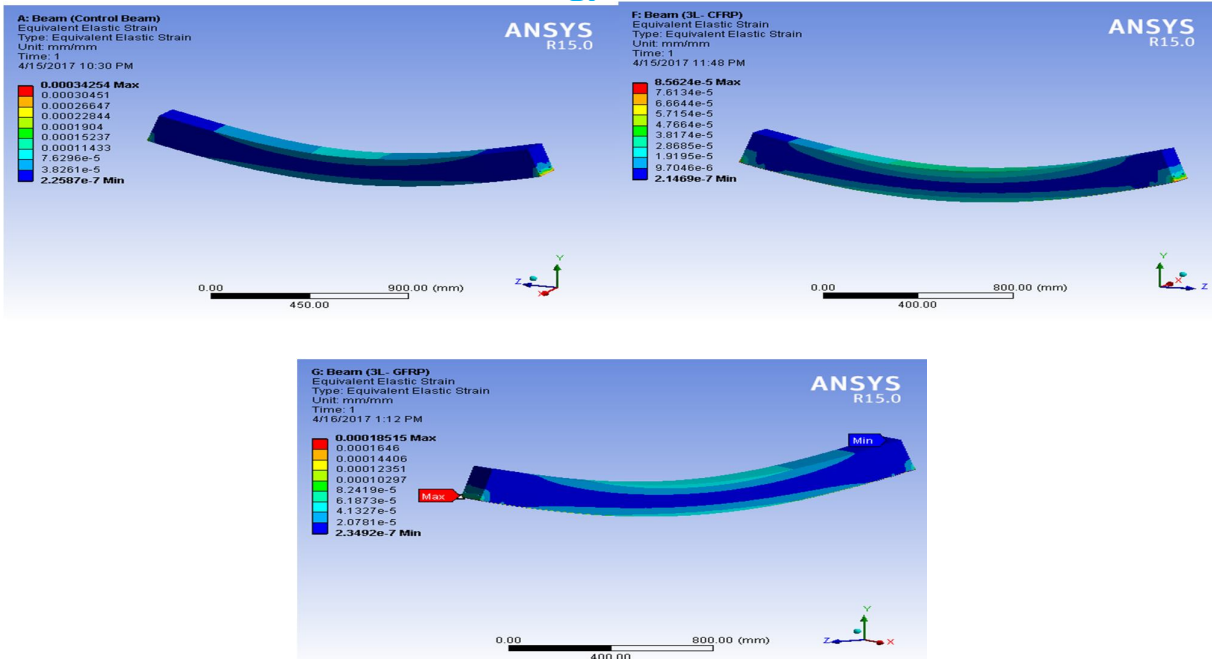 A: Beam (Control Beam)
Equivalent Elastic Strain
Type: Equivalent Elastic Strain
Unit: mm/mm
Time: 1
4/15/2017 10:30 PM
ANSYS
R15.0
0.00034254 Max
0.00030451
0.00026647
0.00022844
0.0001904
0.00015237
0.00011433
7.6296e-5
3.8261e-5
2.2587e-7 Min
0.00
900.00 (mm)
450.00
Y
Z
X
F: Beam (3L- CFRP)
Equivalent Elastic Strain
Type: Equivalent Elastic Strain
Unit: mm/mm
Time: 1
4/15/2017 11:48 PM
ANSYS
R15.0
8.5624e-5 Max
7.6134e-5
6.6644e-5
5.7154e-5
4.7664e-5
3.8174e-5
2.8685e-5
1.9195e-5
9.7046e-6
2.1469e-7 Min
0.00
800.00 (mm)
400.00
Y
X
Z
G: Beam (3L- GFRP)
Equivalent Elastic Strain
Type: Equivalent Elastic Strain
Unit: mm/mm
Time: 1
4/16/2017 1:12 PM
ANSYS
R15.0
0.00018515 Max
0.0001646
0.00014406
0.00012351
0.00010297
8.2419e-5
6.1873e-5
4.1327e-5
2.0781e-5
2.3492e-7 Min
Max
Min
0.00
800.00 (mm)
400.00
Y
Z
X